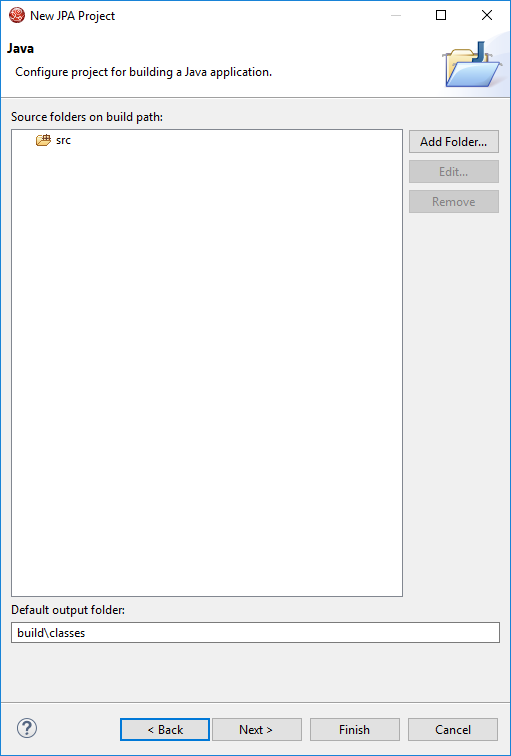 New JPA Project
Java
Configure project for building a Java application.
Source folders on build path:
src
Add Folder...
Edit...
Remove
Default output folder:
build\classes
?
< Back
Next >
Finish
Cancel